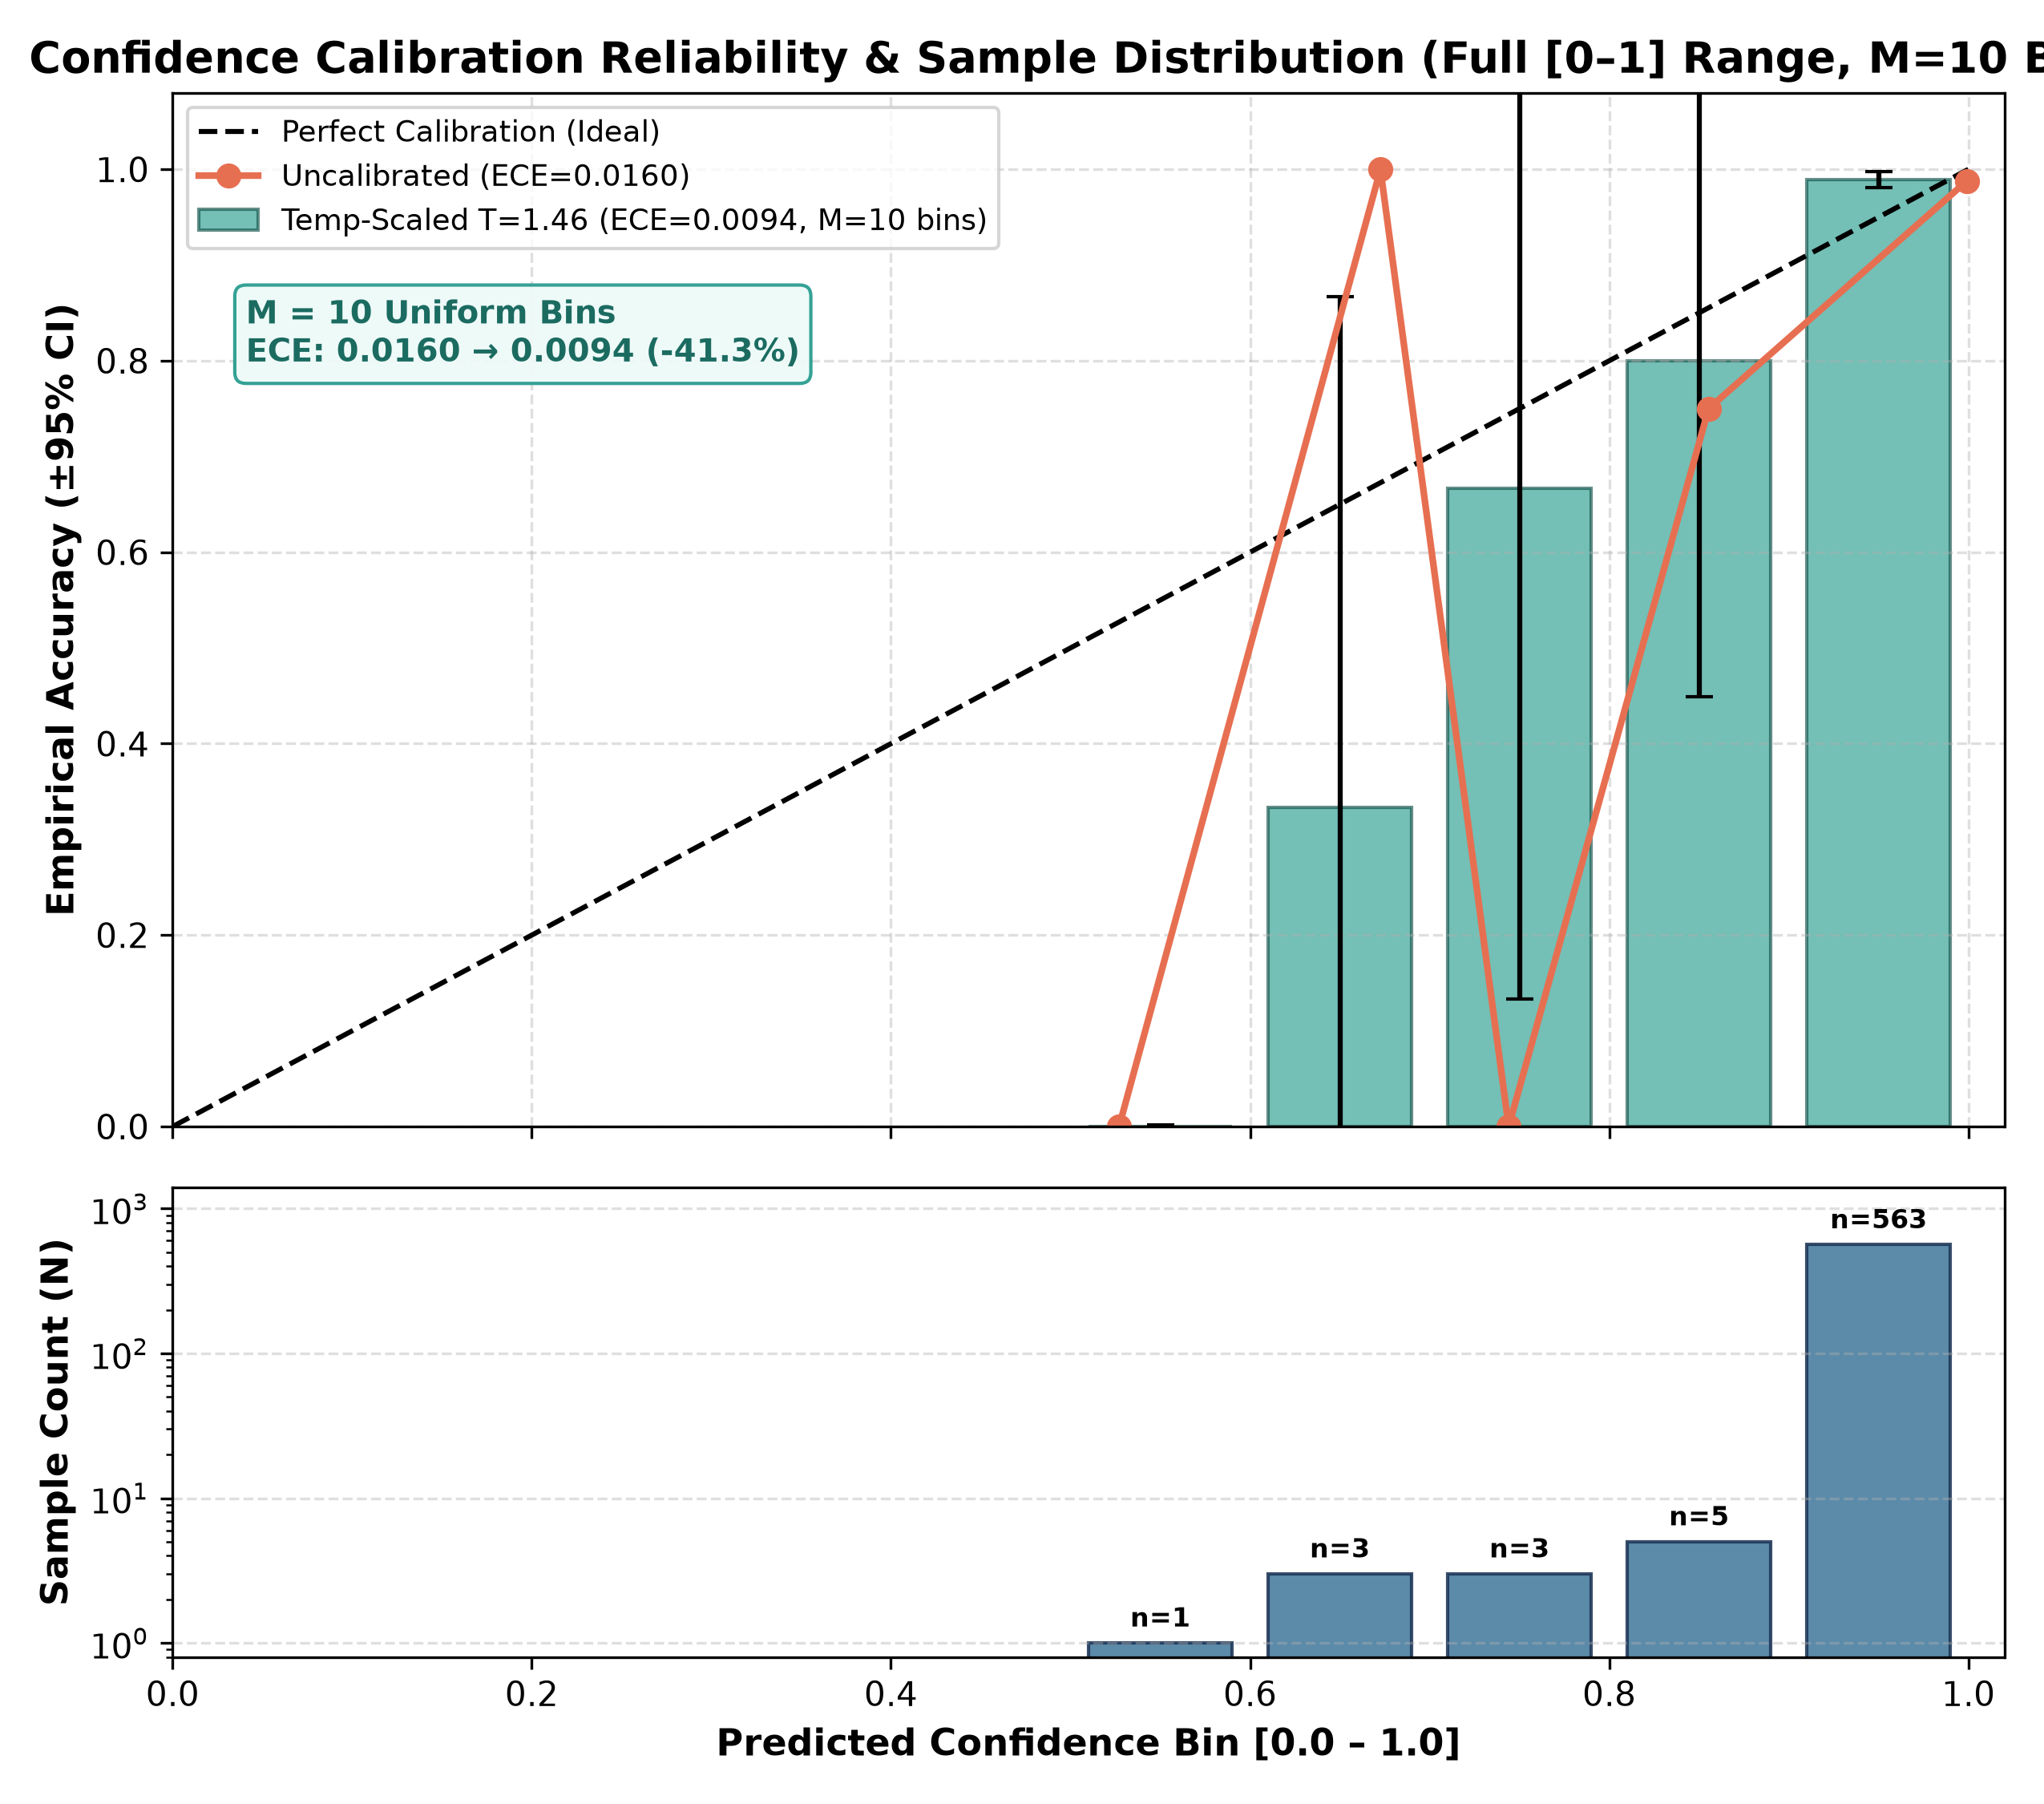 Confidence Calibration Reliability & Sample Distribution (Full [0–1] Range, M=10 B
Perfect Calibration (Ideal)
Uncalibrated (ECE=0.0160)
Temp-Scaled T=1.46 (ECE=0.0094, M=10 bins)
M = 10 Uniform Bins
ECE: 0.0160 → 0.0094 (-41.3%)
Empirical Accuracy (±95% CI)
1.0
0.8
0.6
0.4
0.2
0.0
Sample Count (N)
10³
10²
10¹
10⁰
n=1
n=3
n=3
n=5
n=563
0.0 0.2 0.4 0.6 0.8 1.0
Predicted Confidence Bin [0.0 – 1.0]